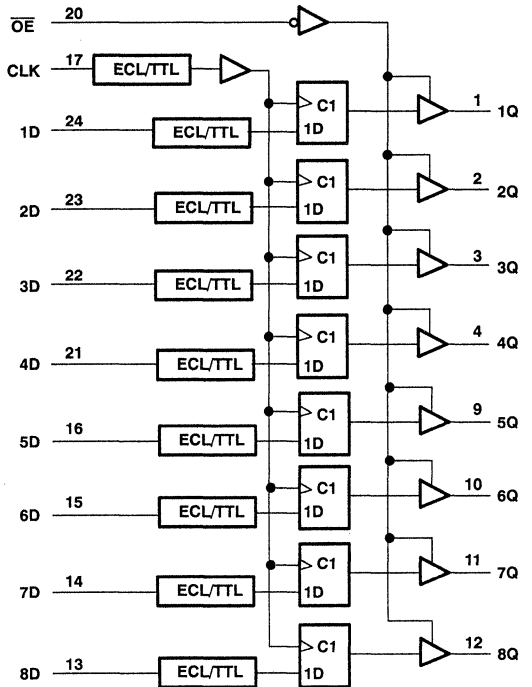 OE 20
CLK 17 ECL/TTL
C1
1D 24 ECL/TTL 1D 1 1Q
C1
2D 23 ECL/TTL 1D 2 2Q
C1
3D 22 ECL/TTL 1D 3 3Q
C1
4D 21 ECL/TTL 1D 4 4Q
C1
5D 16 ECL/TTL 1D 9 5Q
C1
6D 15 ECL/TTL 1D 10 6Q
C1
7D 14 ECL/TTL 1D 11 7Q
C1
8D 13 ECL/TTL 1D 12 8Q